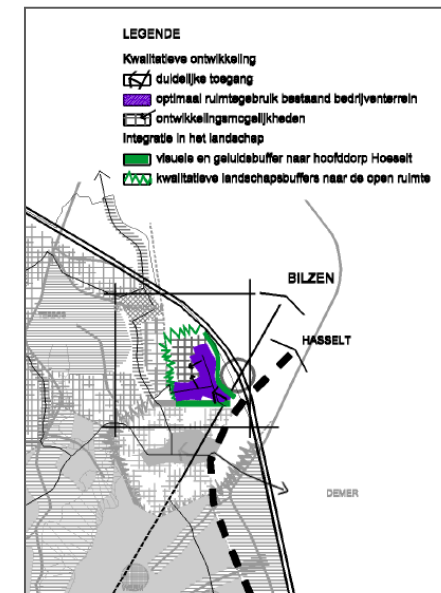 LEGENDE
Kwalitatieve ontwikkeling
duidelijke toegang
optimaal ruimtegebruik bestaand bedrijventerrein
ontwikkelingsmogelijkheden
Integratie in het landschap
visuele en geluidsbuffer naar hoofddorp Hoeselt
kwalitatieve landschapsbuffers naar de open ruimte
BILZEN
TERBOS
HASSELT
DEMER